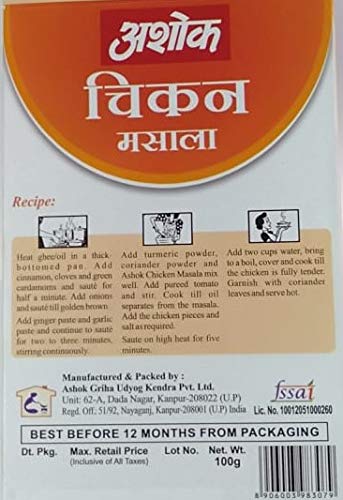 अशोक
चिकन
मसाला
Recipe:
Heat ghee/oil in a thick-
bottomed pan. Add
cinnamon, cloves and green
cardamoms and sauté for
half a minute. Add onions
and sauté till golden brown.
Add ginger paste and garlic
paste and continue to sauté
for two to three minutes,
stirring continuously.
Add turmeric powder,
coriander powder and
Ashok Chicken Masala mix
well. Add pureed tomato
and stir. Cook till oil
separates from the masala.
Add the chicken pieces and
salt as required.
Saute on high heat for five
minutes.
Add two cups water, bring
to a boil, cover and cook till
the chicken is fully tender.
Garnish with coriander
leaves and serve hot.
Manufactured & Packed by :
Ashok Griha Udyog Kendra Pvt. Ltd.
Unit: 62-A, Dada Nagar, Kanpur-208022 (U.P)
Regd. Off. 51/92, Nayaganj, Kanpur-208001 (U.P) India
fssai
Lic. No. 10012051000260
BEST BEFORE 12 MONTHS FROM PACKAGING
Dt. Pkg. Max. Retail Price Lot No. Net. Wt.
(Inclusive of All Taxes) 100g
8906003983079